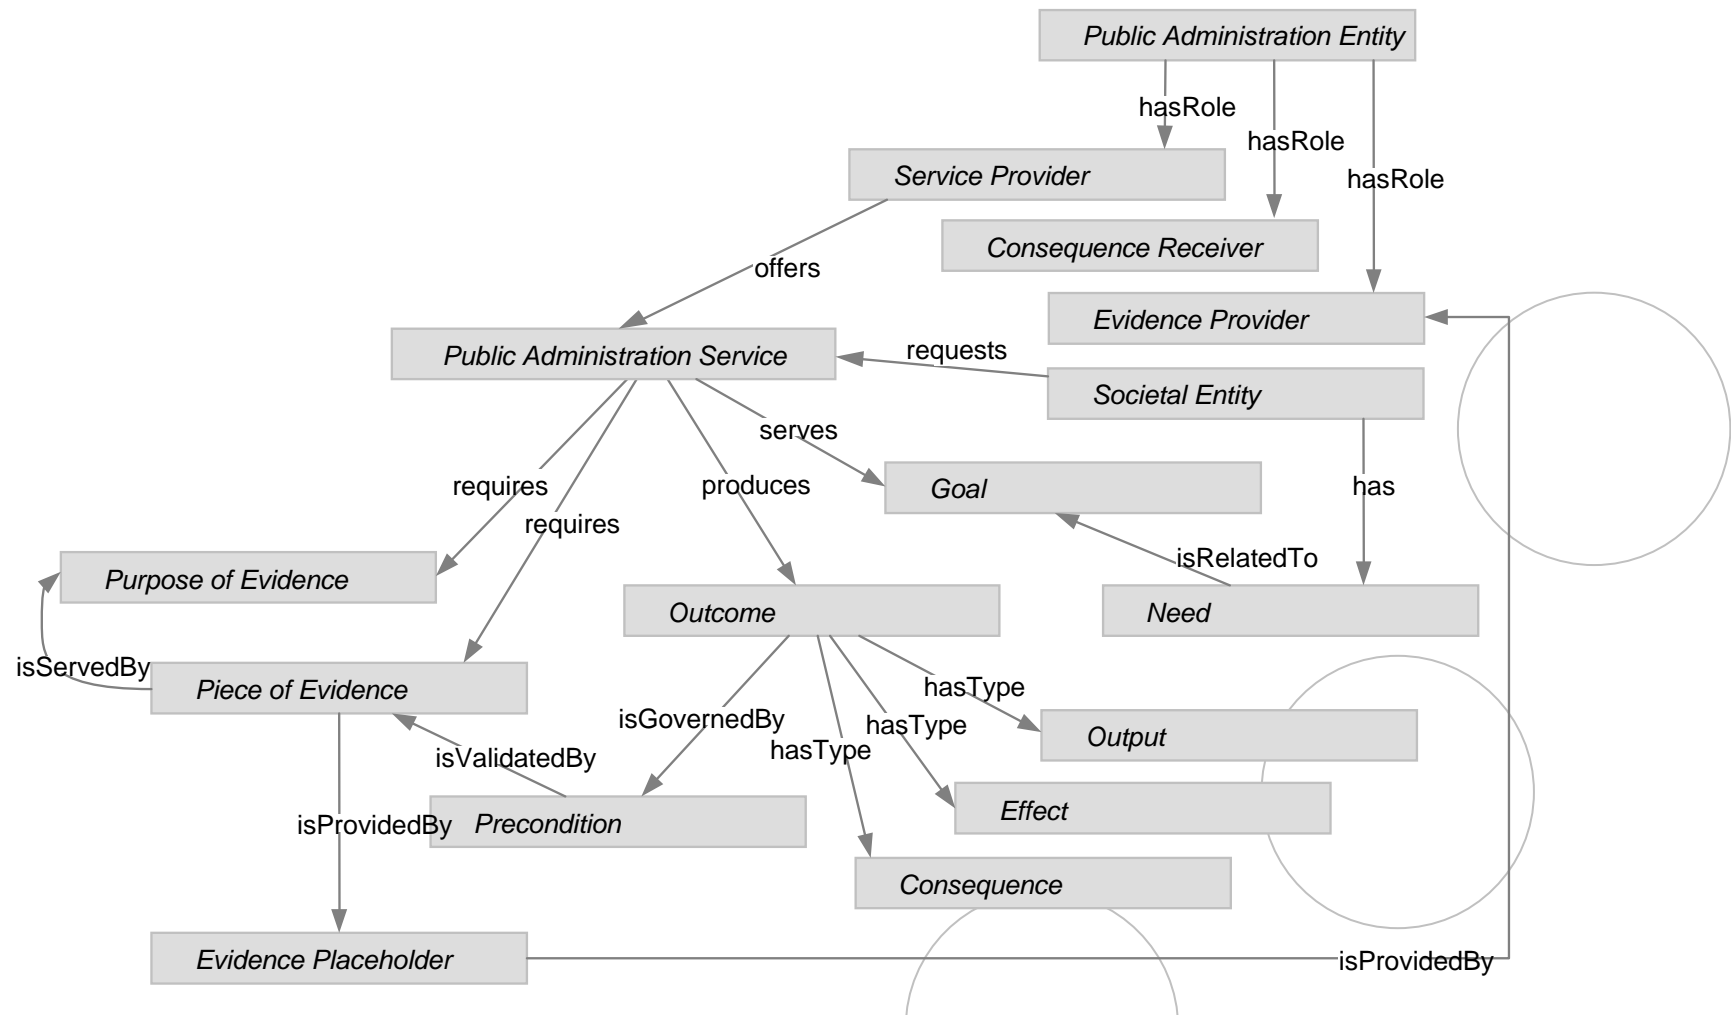 Public Administration Entity
hasRole
hasRole
Service Provider
hasRole
Consequence Receiver
offers
Evidence Provider
requests
Public Administration Service
Societal Entity
serves
requires
produces
Goal
has
requires
isRelatedTo
Purpose of Evidence
Outcome
Need
isServedBy
Piece of Evidence
hasType
isGovernedBy
hasType
Output
hasType
isValidatedBy
Effect
isProvidedBy
Precondition
Consequence
Evidence Placeholder
isProvidedBy